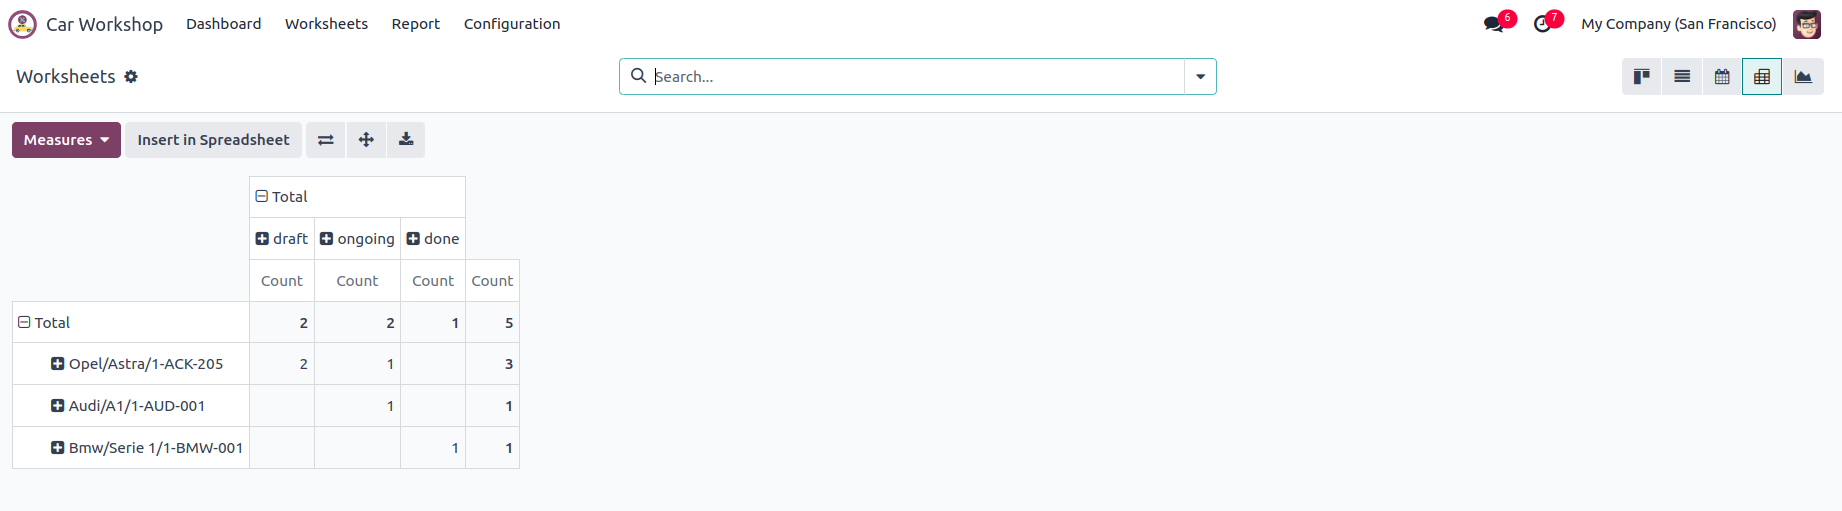 Car Workshop Dashboard Worksheets Report Configuration 6 7 My Company (San Francisco)
Worksheets Search...
Measures Insert in Spreadsheet
Total
draft ongoing done
Count Count Count Count
Total 2 2 1 5
Opel/Astra/1-ACK-205 2 1 3
Audi/A1/1-AUD-001 1 1
Bmw/Serie 1/1-BMW-001 1 1